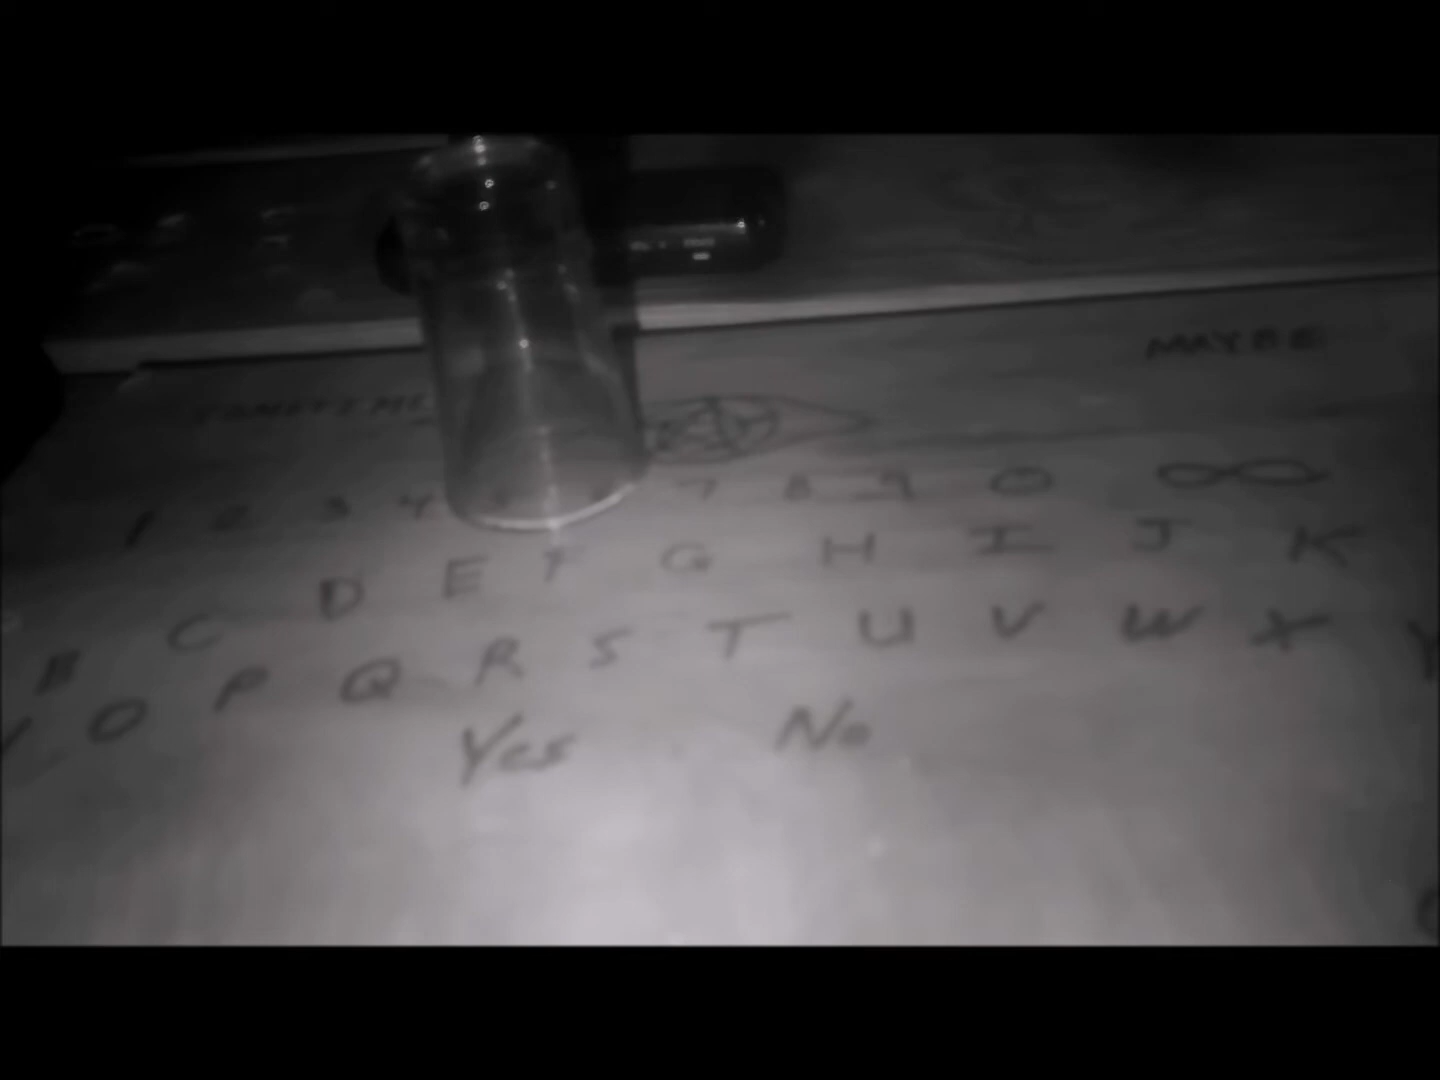 MAYBE
1 2 3 4 7 8 9 0 ∞
B C D E F G H I J K
O P Q R S T U V W X Y
Yes No